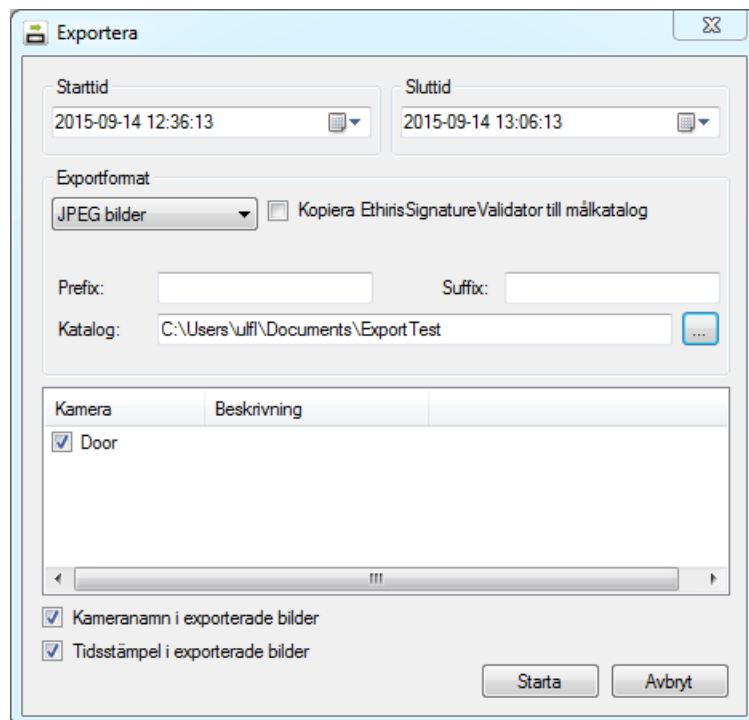 Exportera
Starttid
Sluttid
2015-09-14 12:36:13
2015-09-14 13:06:13
Exportformat
JPEG bilder
Kopiera EthirisSignatureValidator till målkatalog
Prefix:
Suffix:
Katalog:
C:\Users\ulfl\Documents\ExportTest
...
Kamera
Beskrivning
Door
Kameranamn i exporterade bilder
Tidsstämpel i exporterade bilder
Starta
Avbryt